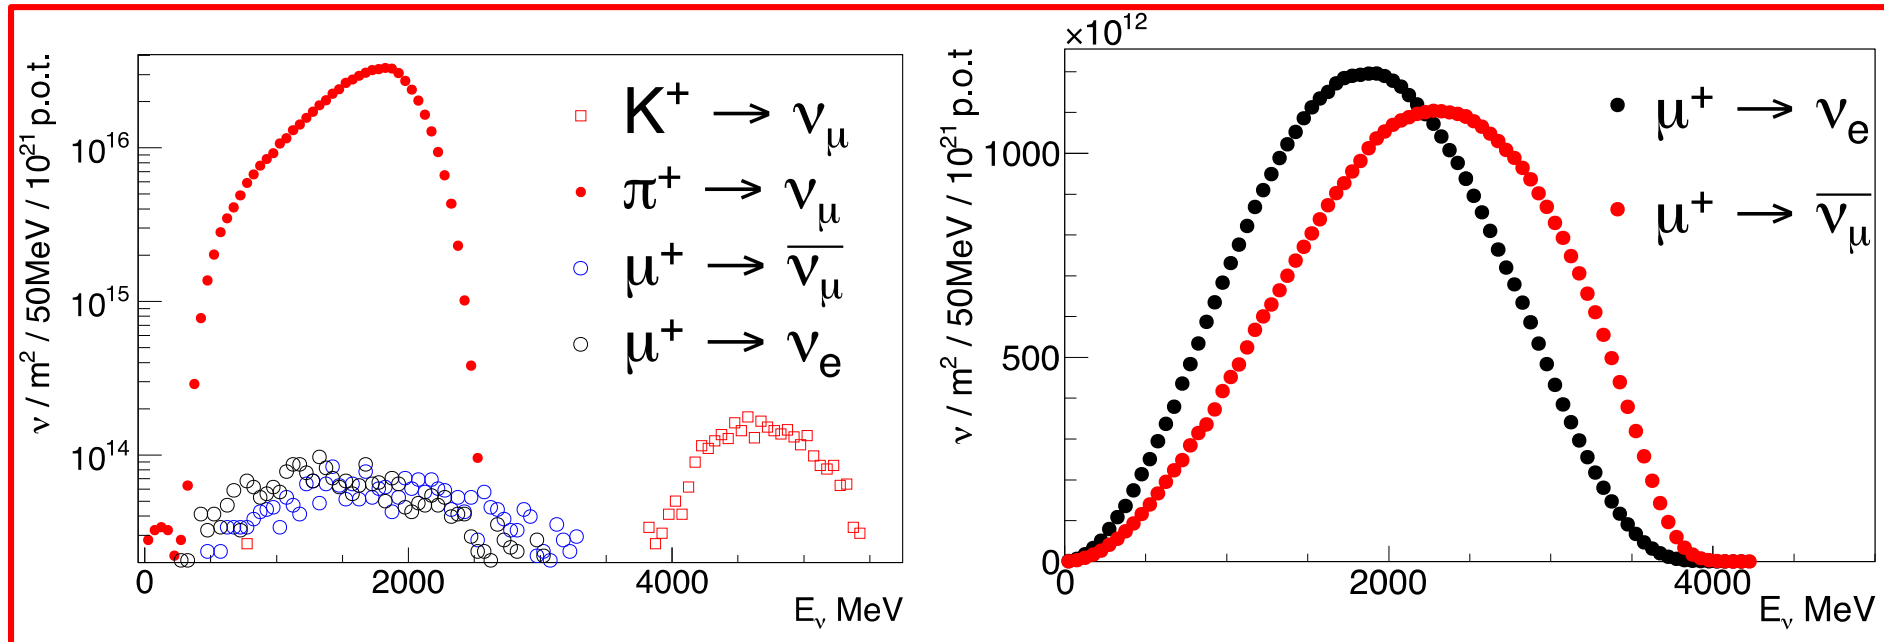 ν / m² / 50MeV / 10²¹ p.o.t.
10¹⁶
10¹⁵
10¹⁴
K⁺ → ν_μ
π⁺ → ν_μ
μ⁺ → ν̅_μ
μ⁺ → ν_e
0 2000 4000
E_ν MeV
×10¹²
ν / m² / 50MeV / 10²¹ p.o.t
1000
500
0
μ⁺ → ν_e
μ⁺ → ν̅_μ
0 2000 4000
E_ν MeV